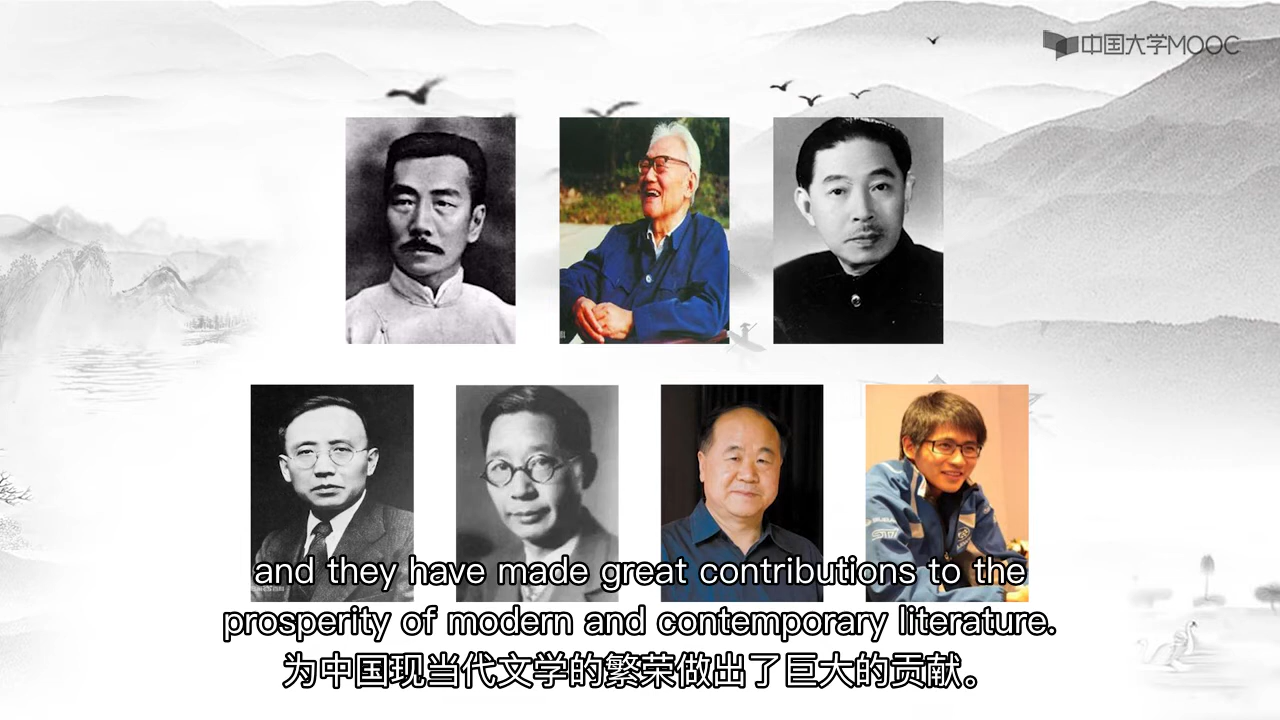 中国大学MOOC
and they have made great contributions to the
prosperity of modern and contemporary literature.
为中国现当代文学的繁荣做出了巨大的贡献。